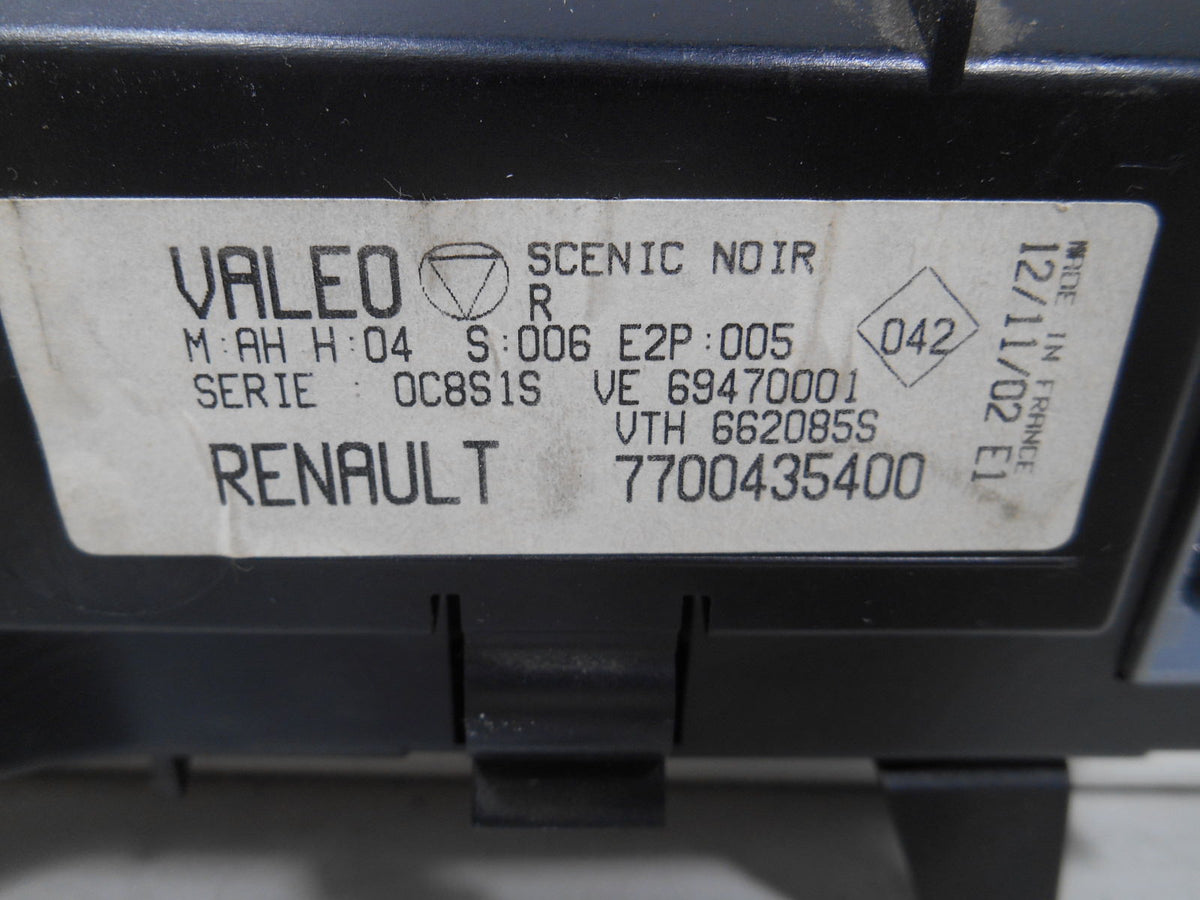 VALEO
SCENIC NOIR
R
M:AH H:04 S:006 E2P:005
SERIE : 0C8S1S VE 69470001
VTH 662085S
RENAULT 7700435400
042
MADE IN FRANCE
12/11/02 E1